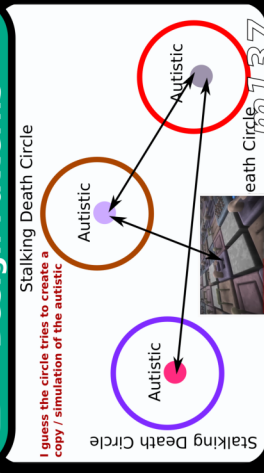 Stalking Death Circle
I guess the circle tries to create a
copy / simulation of the autistic
Autistic
Autistic
Autistic
eath Circle
Stalking Death Circle
m137